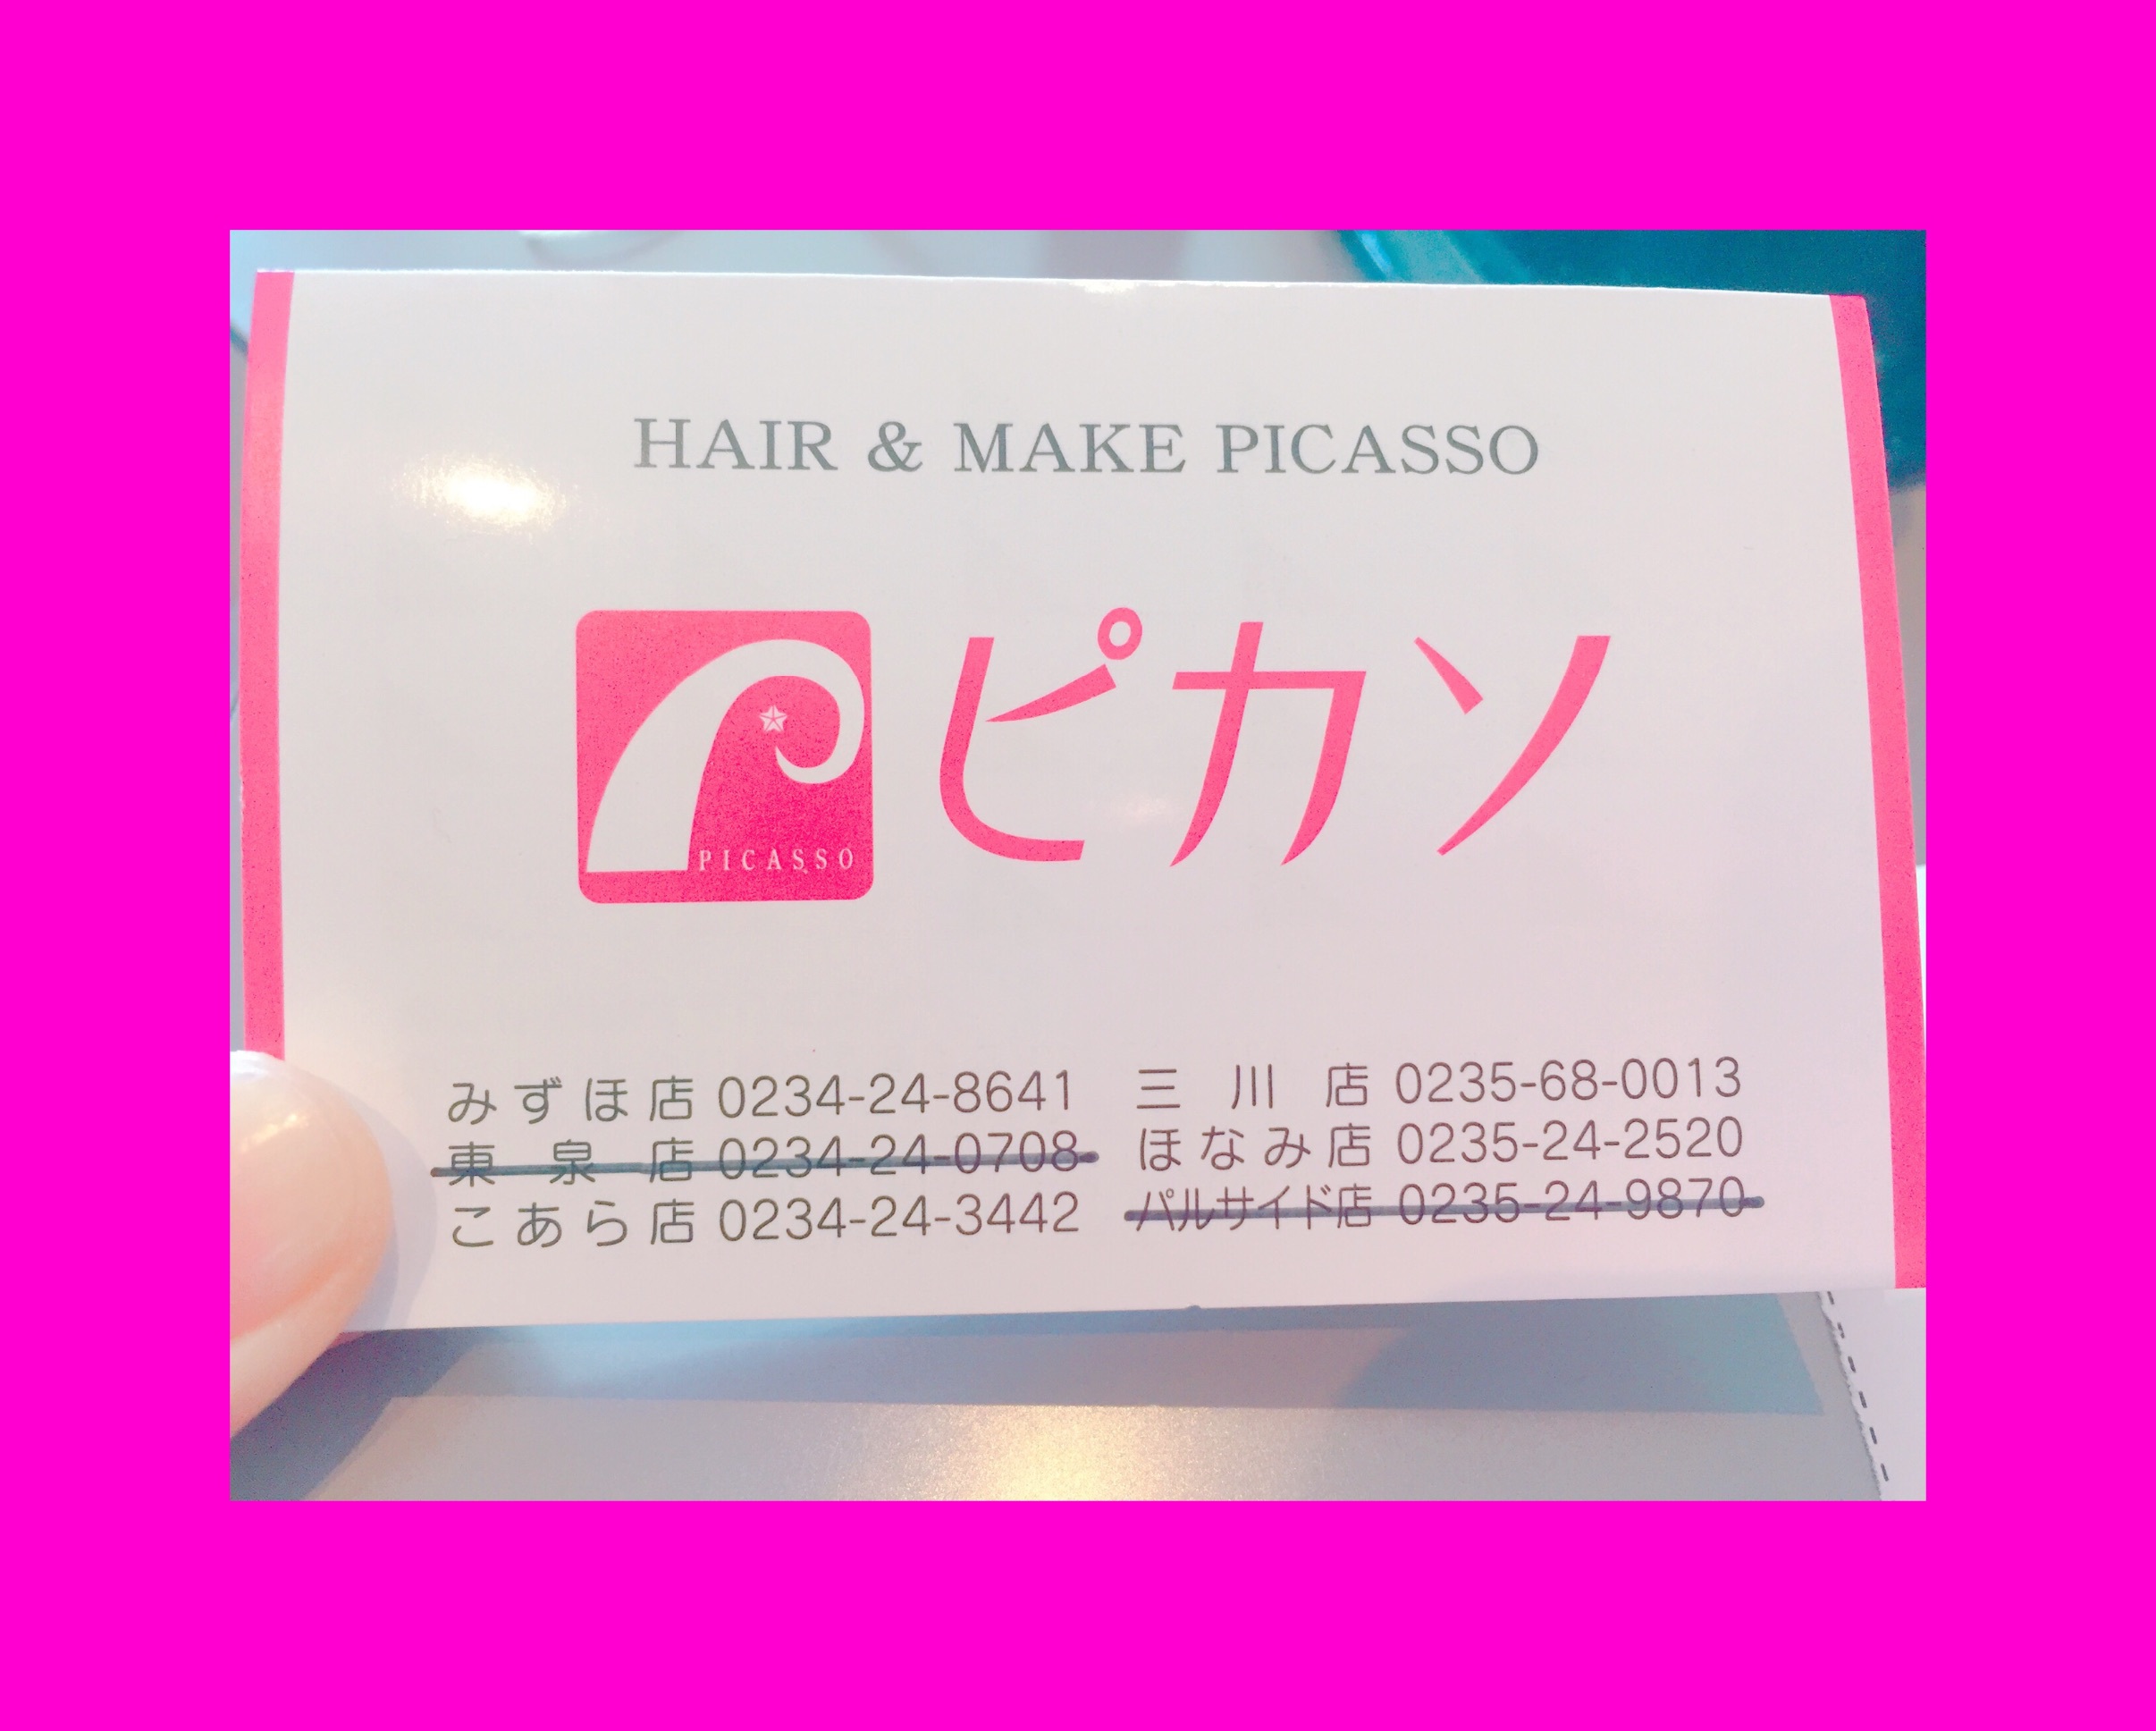 HAIR & MAKE PICASSO
PICASSO
ピカソ
みずほ店 0234-24-8641
東泉店 0234-24-0708
こあら店 0234-24-3442
三川店 0235-68-0013
ほなみ店 0235-24-2520
パルサイド店 0235-24-9870